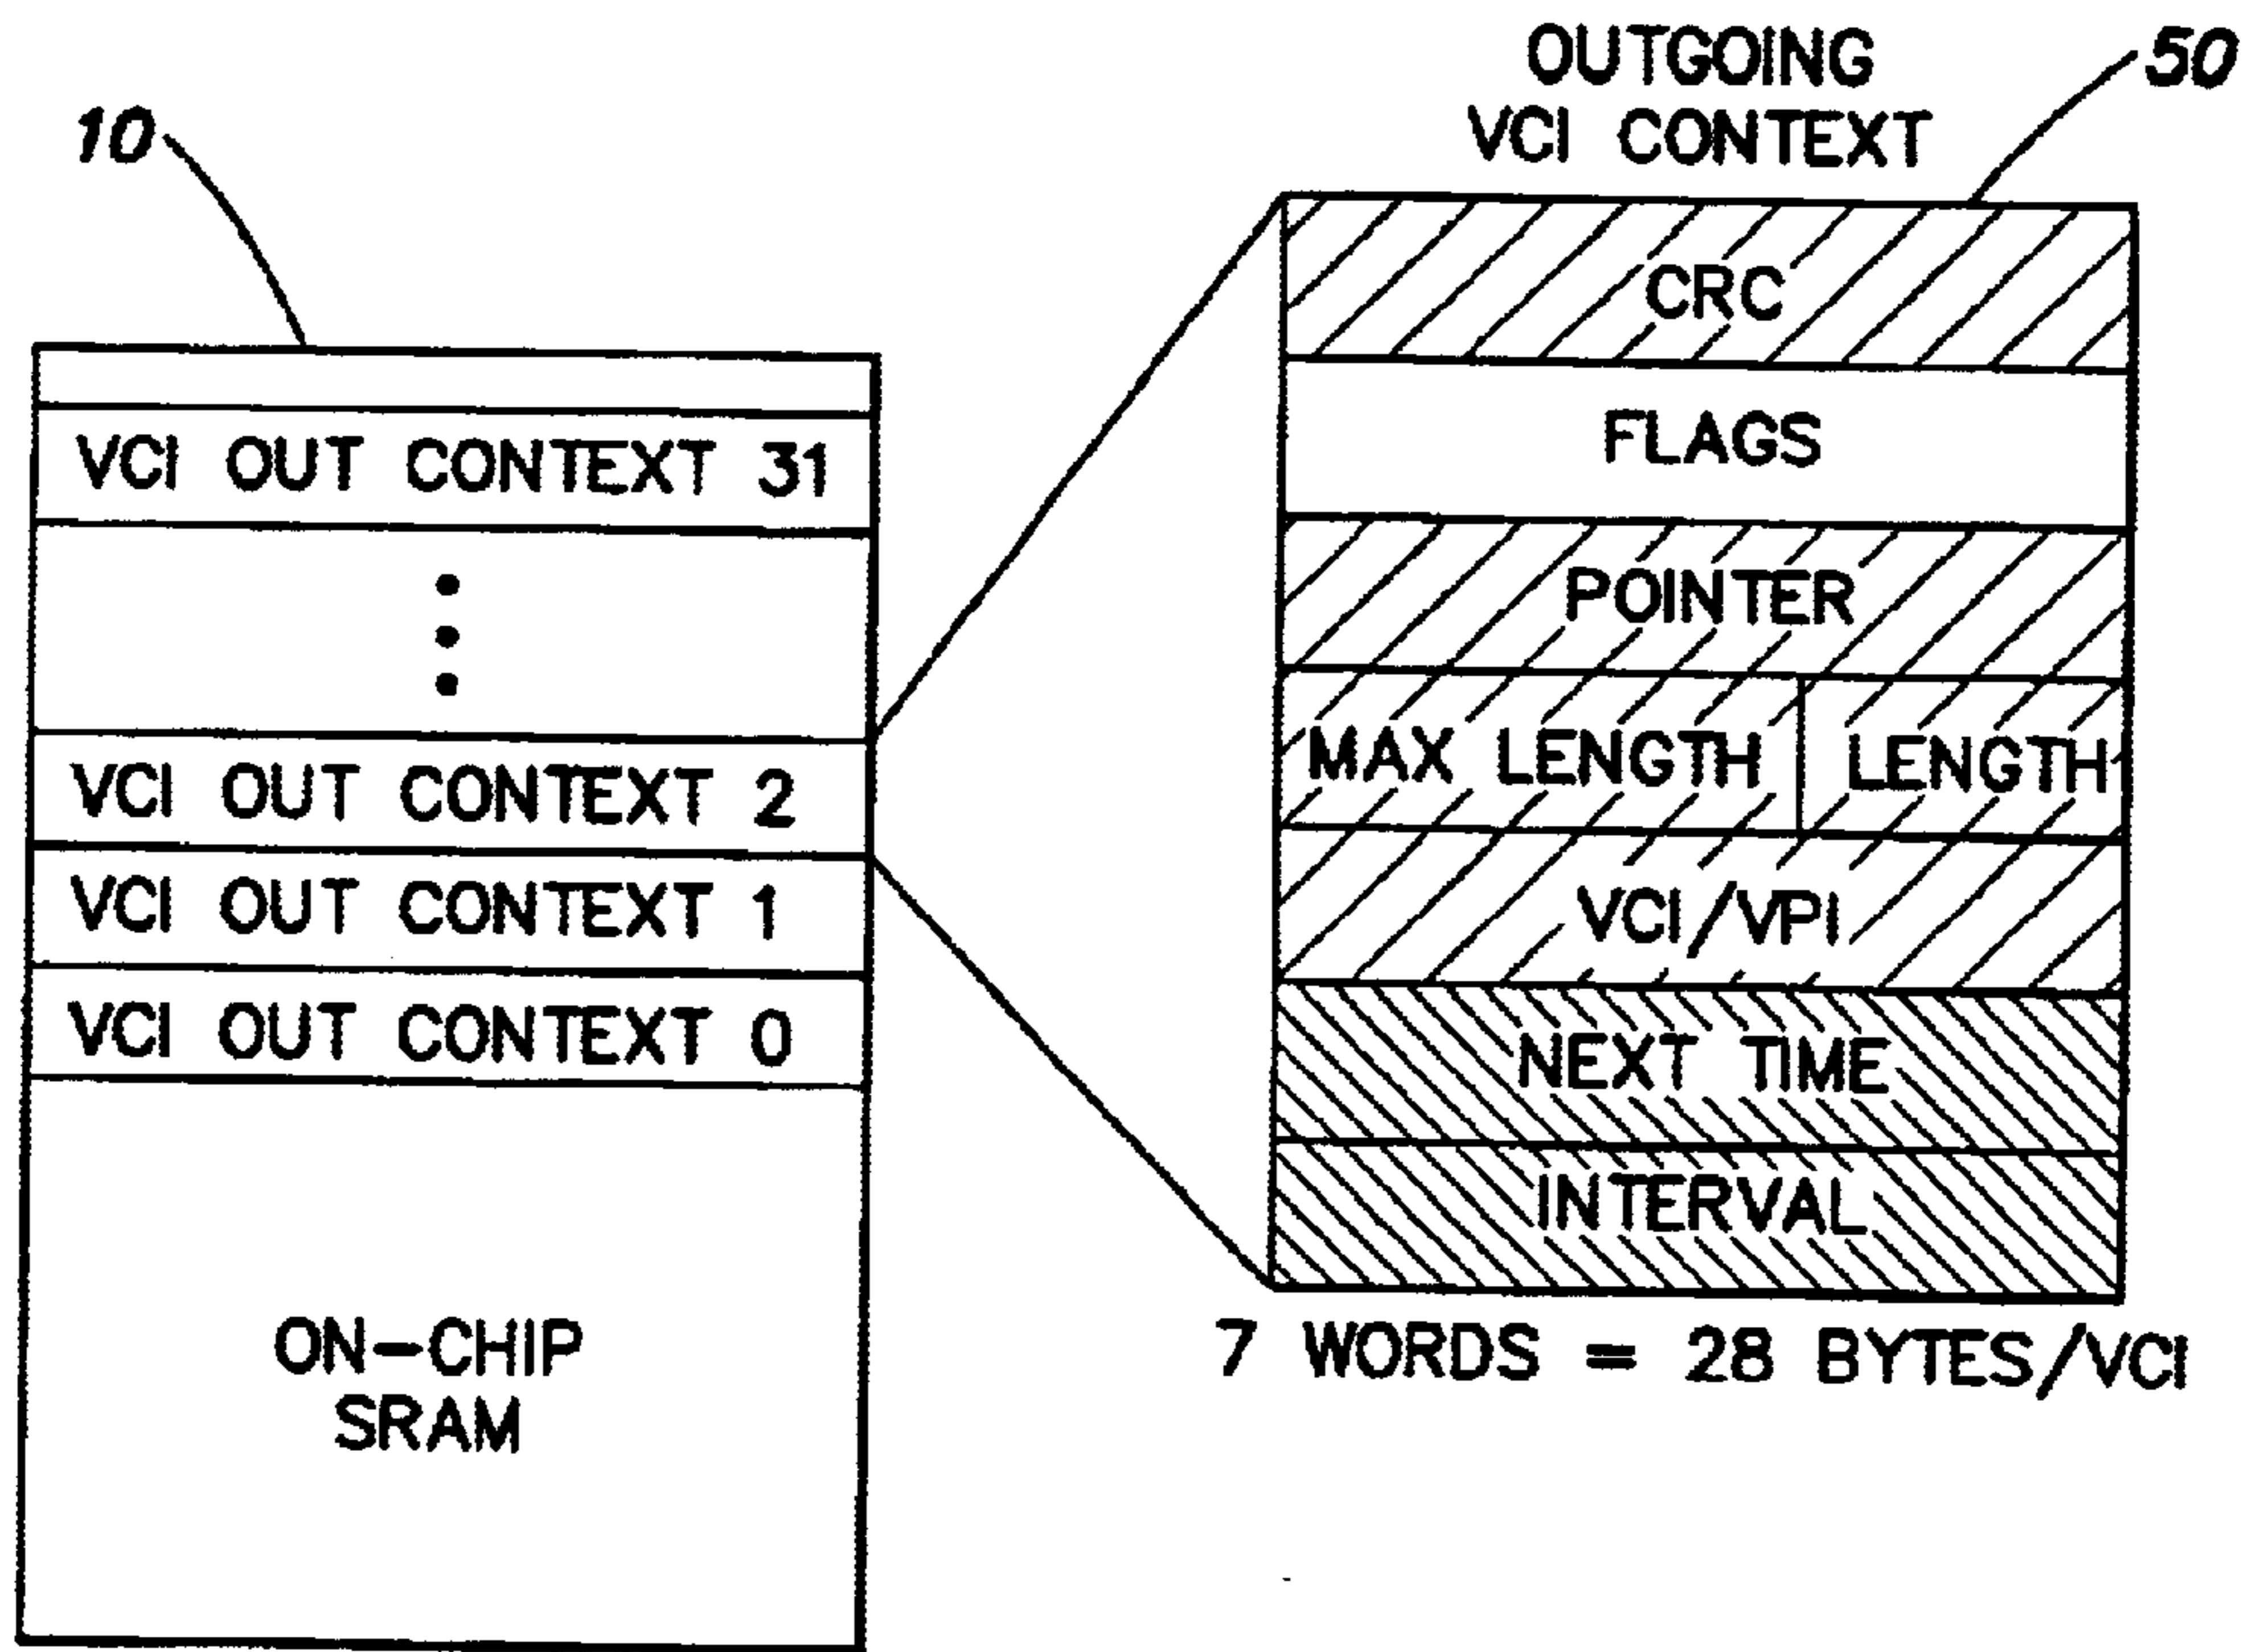 10
VCI OUT CONTEXT 31
VCI OUT CONTEXT 2
VCI OUT CONTEXT 1
VCI OUT CONTEXT 0
ON-CHIP
SRAM
OUTGOING
VCI CONTEXT
50
CRC
FLAGS
POINTER
MAX LENGTH LENGTH
VCI/VPI
NEXT TIME
INTERVAL
7 WORDS = 28 BYTES/VCI